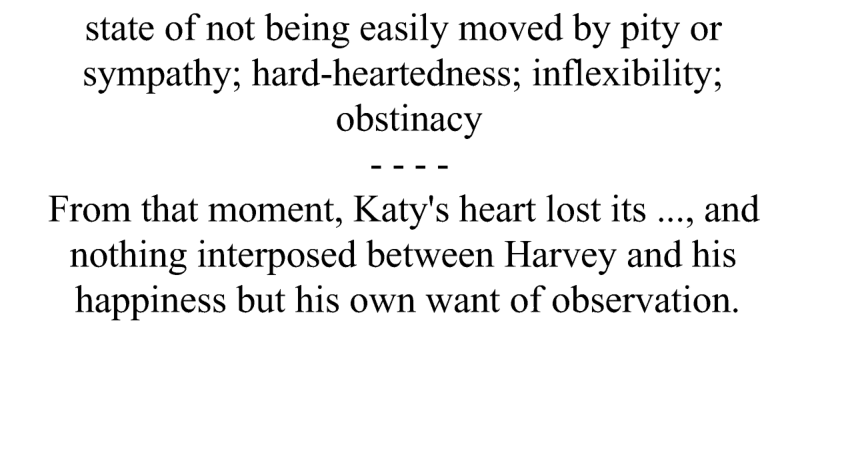 state of not being easily moved by pity or
sympathy; hard-heartedness; inflexibility;
obstinacy
- - - -
From that moment, Katy's heart lost its ..., and
nothing interposed between Harvey and his
happiness but his own want of observation.